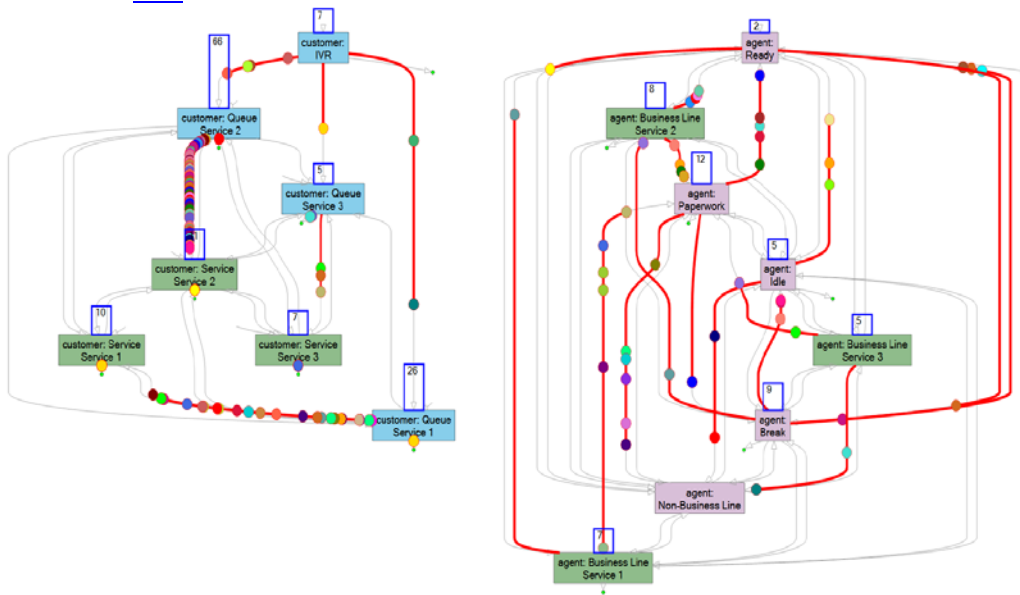 7
customer:
IVR
66
customer: Queue
Service 2
5
customer: Queue
Service 3
customer: Service
Service 2
10
customer: Service
Service 1
7
customer: Service
Service 3
26
customer: Queue
Service 1
2
agent:
Ready
8
agent: Business Line
Service 2
12
agent:
Paperwork
5
agent:
Idle
5
agent: Business Line
Service 3
9
agent:
Break
agent:
Non-Business Line
7
agent: Business Line
Service 1